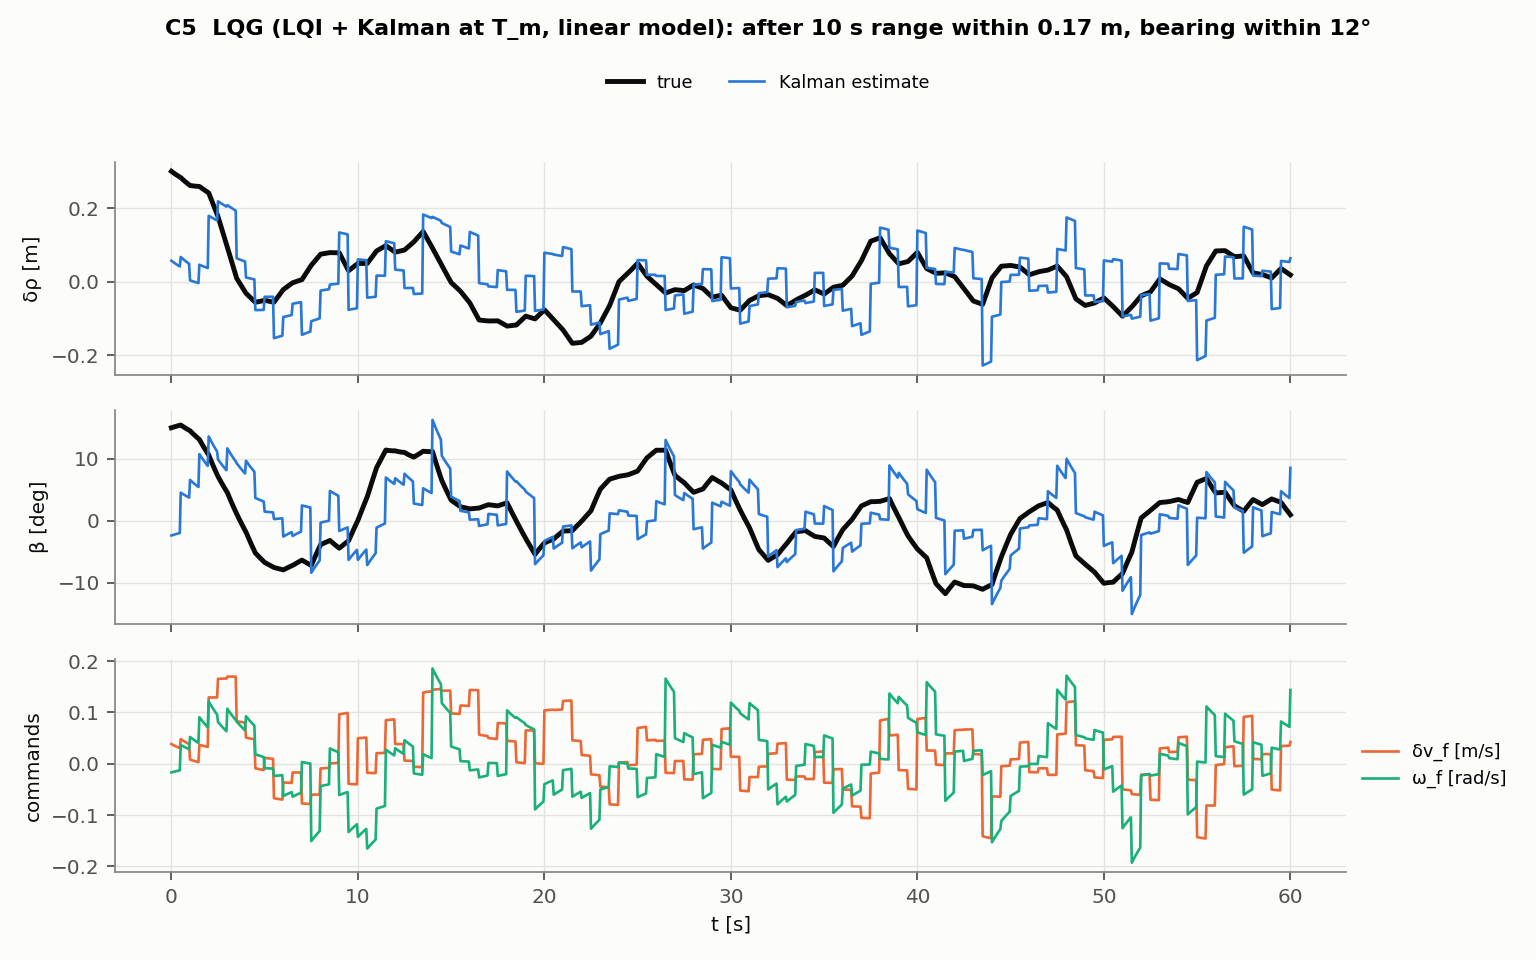 C5  LQG (LQI + Kalman at T_m, linear model): after 10 s range within 0.17 m, bearing within 12°
true
Kalman estimate
δρ [m]
0.2
0.0
−0.2
β [deg]
10
0
−10
commands
0.2
0.1
0.0
−0.1
−0.2
δv_f [m/s]
ω_f [rad/s]
0
10
20
30
40
50
60
t [s]